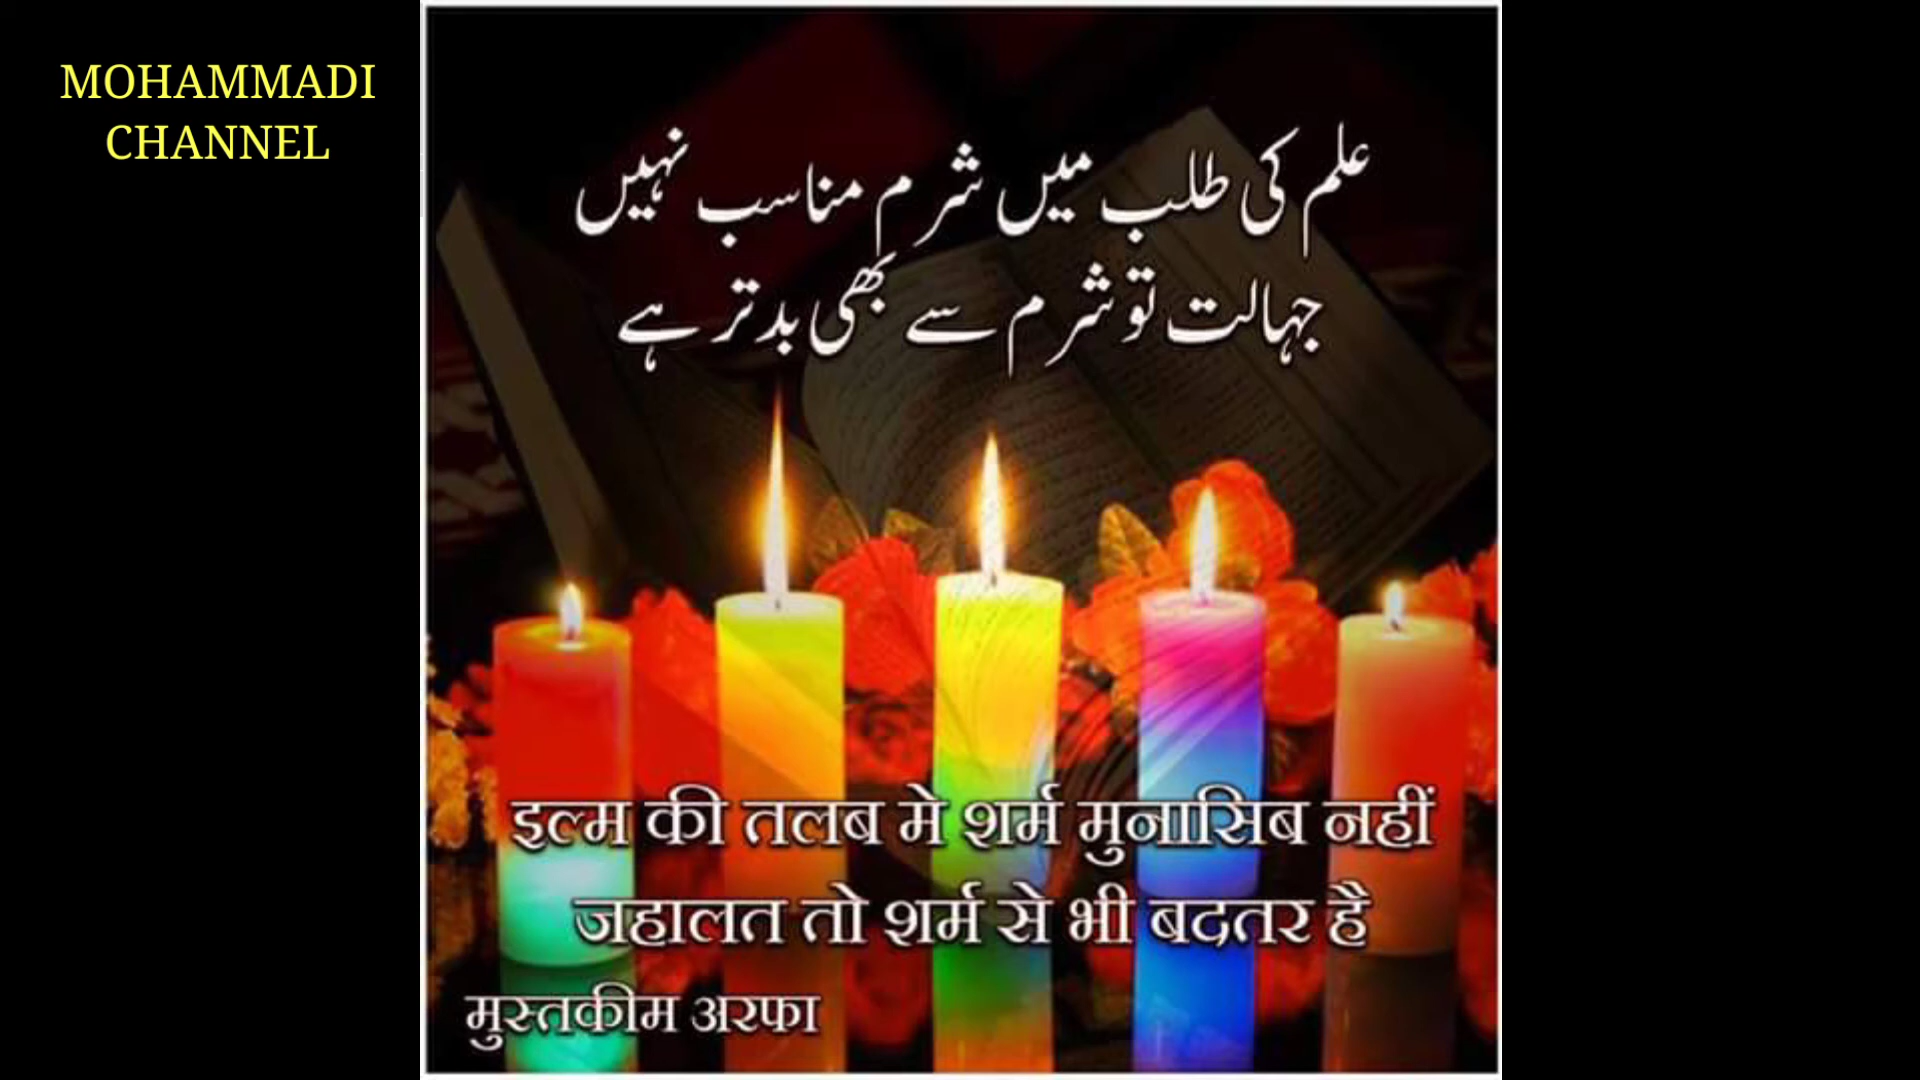 MOHAMMADI
CHANNEL
علم کی طلب میں شرم مناسب نہیں
جہالت تو شرم سے بھی بدتر ہے
इल्म की तलब मे शर्म मुनासिब नहीं
जहालत तो शर्म से भी बदतर है
मुस्तकीम अरफा